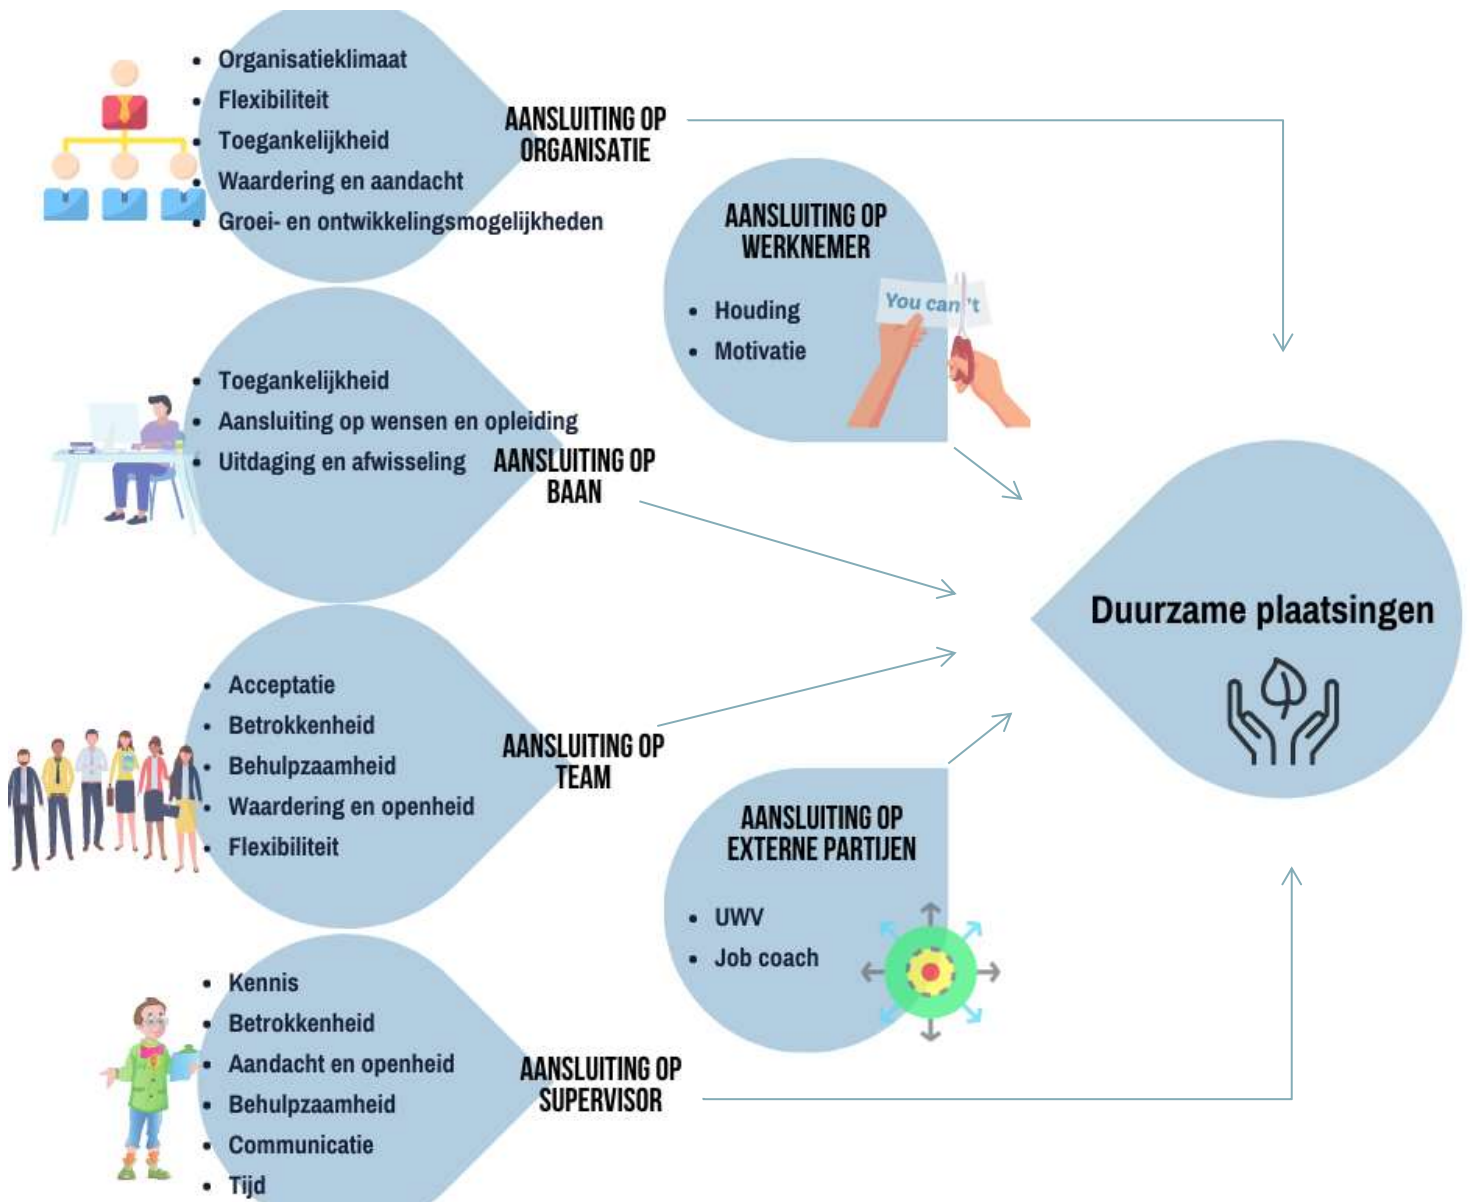 Organisatieklimaat
Flexibiliteit
Toegankelijkheid
Waardering en aandacht
Groei- en ontwikkelingsmogelijkheden
AANSLUITING OP
ORGANISATIE
AANSLUITING OP
WERKNEMER
Houding
Motivatie
You can't
Toegankelijkheid
Aansluiting op wensen en opleiding
Uitdaging en afwisseling
AANSLUITING OP
BAAN
Duurzame plaatsingen
Acceptatie
Betrokkenheid
Behulpzaamheid
Waardering en openheid
Flexibiliteit
AANSLUITING OP
TEAM
AANSLUITING OP
EXTERNE PARTIJEN
UWV
Job coach
Kennis
Betrokkenheid
Aandacht en openheid
Behulpzaamheid
Communicatie
Tijd
AANSLUITING OP
SUPERVISOR